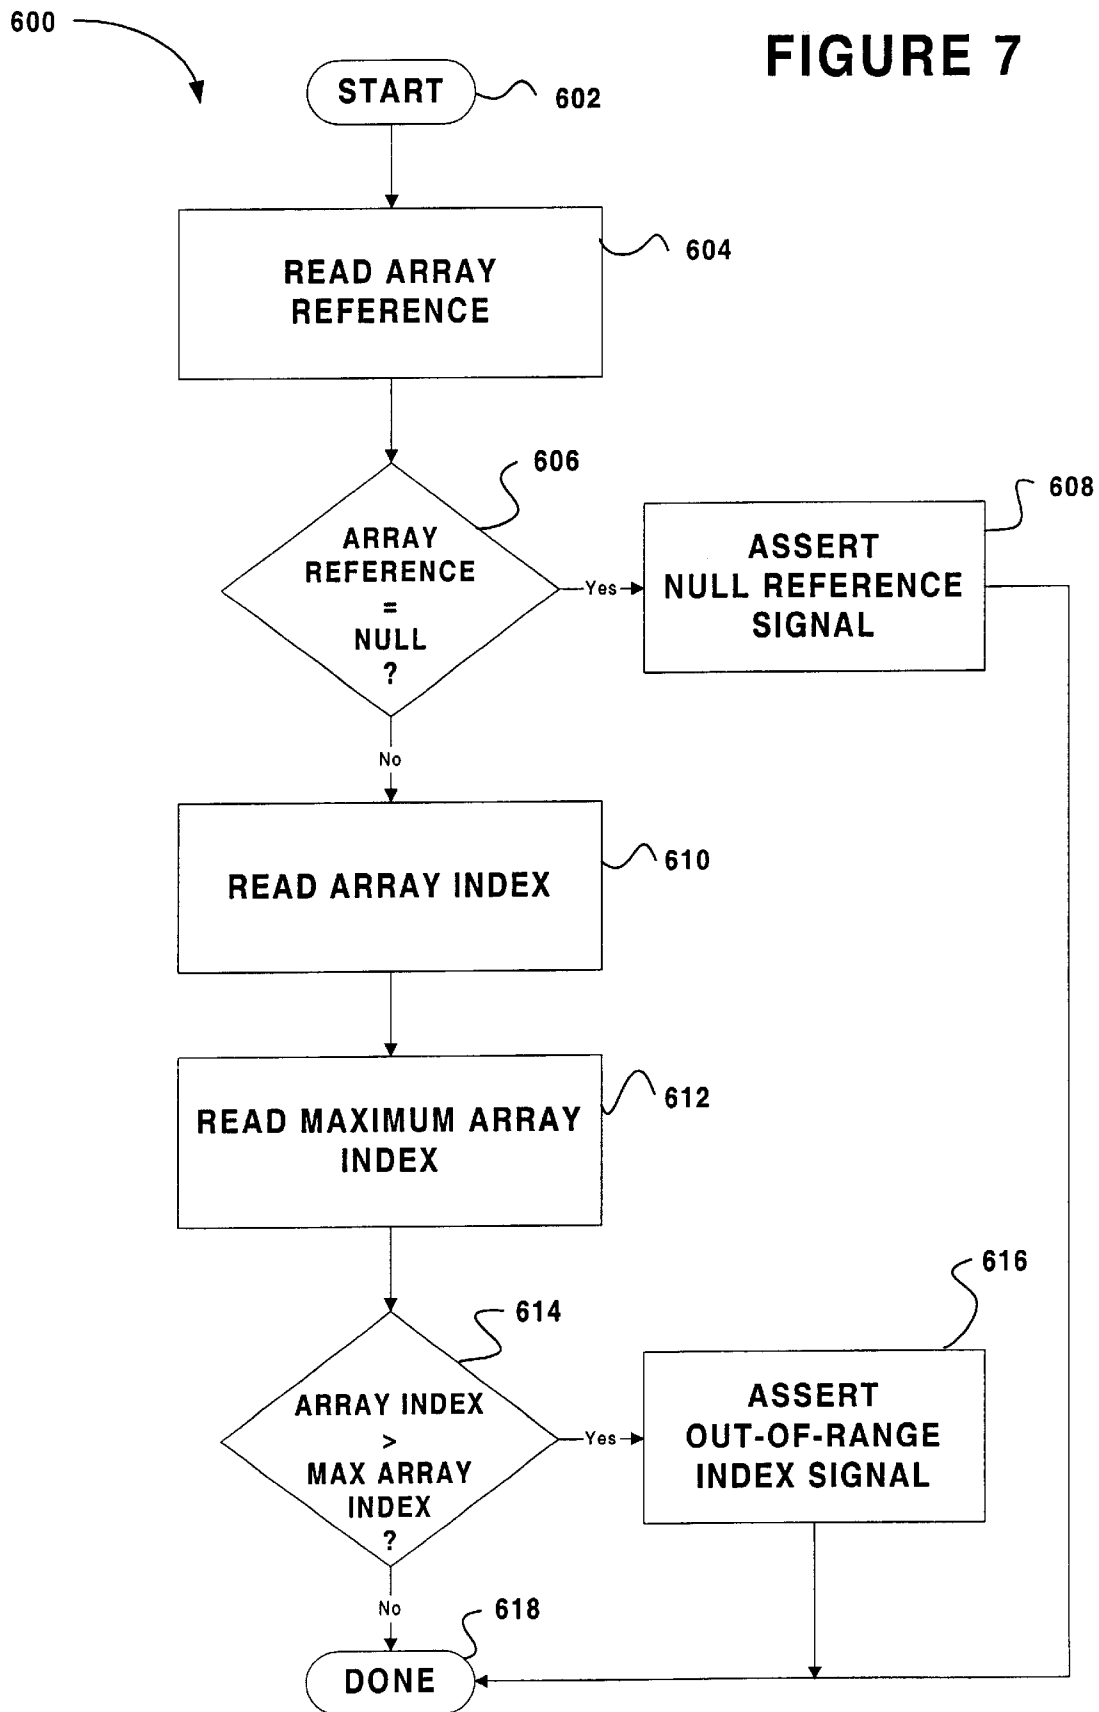 600
FIGURE 7
START
602
READ ARRAY
REFERENCE
604
606
ARRAY
REFERENCE
=
NULL
?
Yes
608
ASSERT
NULL REFERENCE
SIGNAL
No
READ ARRAY INDEX
610
READ MAXIMUM ARRAY
INDEX
612
614
ARRAY INDEX
>
MAX ARRAY
INDEX
?
Yes
616
ASSERT
OUT-OF-RANGE
INDEX SIGNAL
No
618
DONE